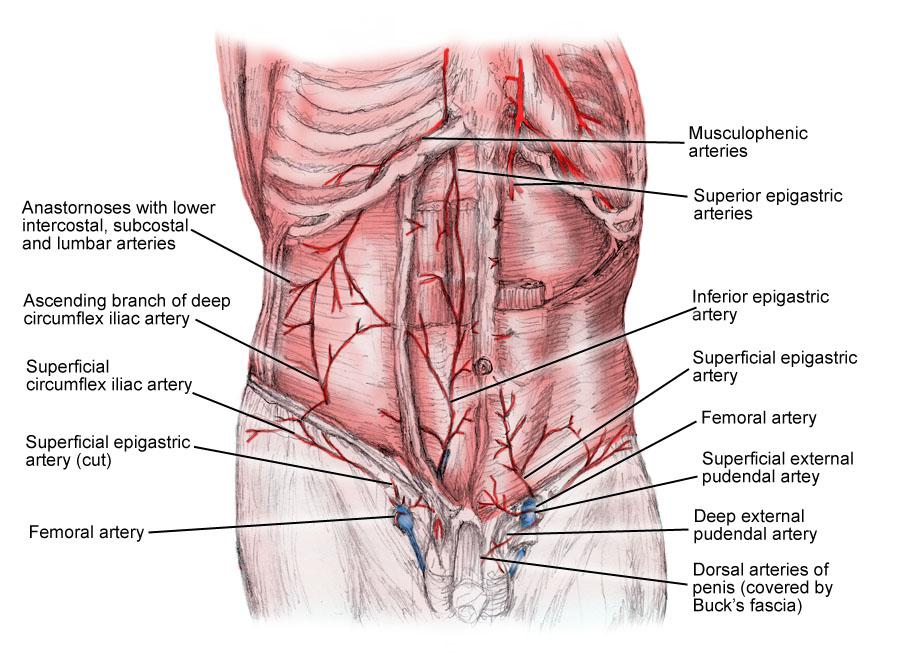 Musculophenic
arteries
Superior epigastric
arteries
Anastornoses with lower
intercostal, subcostal
and lumbar arteries
Ascending branch of deep
circumflex iliac artery
Inferior epigastric
artery
Superficial
circumflex iliac artery
Superficial epigastric
artery
Superficial epigastric
artery (cut)
Femoral artery
Superficial external
pudendal artey
Femoral artery
Deep external
pudendal artery
Dorsal arteries of
penis (covered by
Buck's fascia)